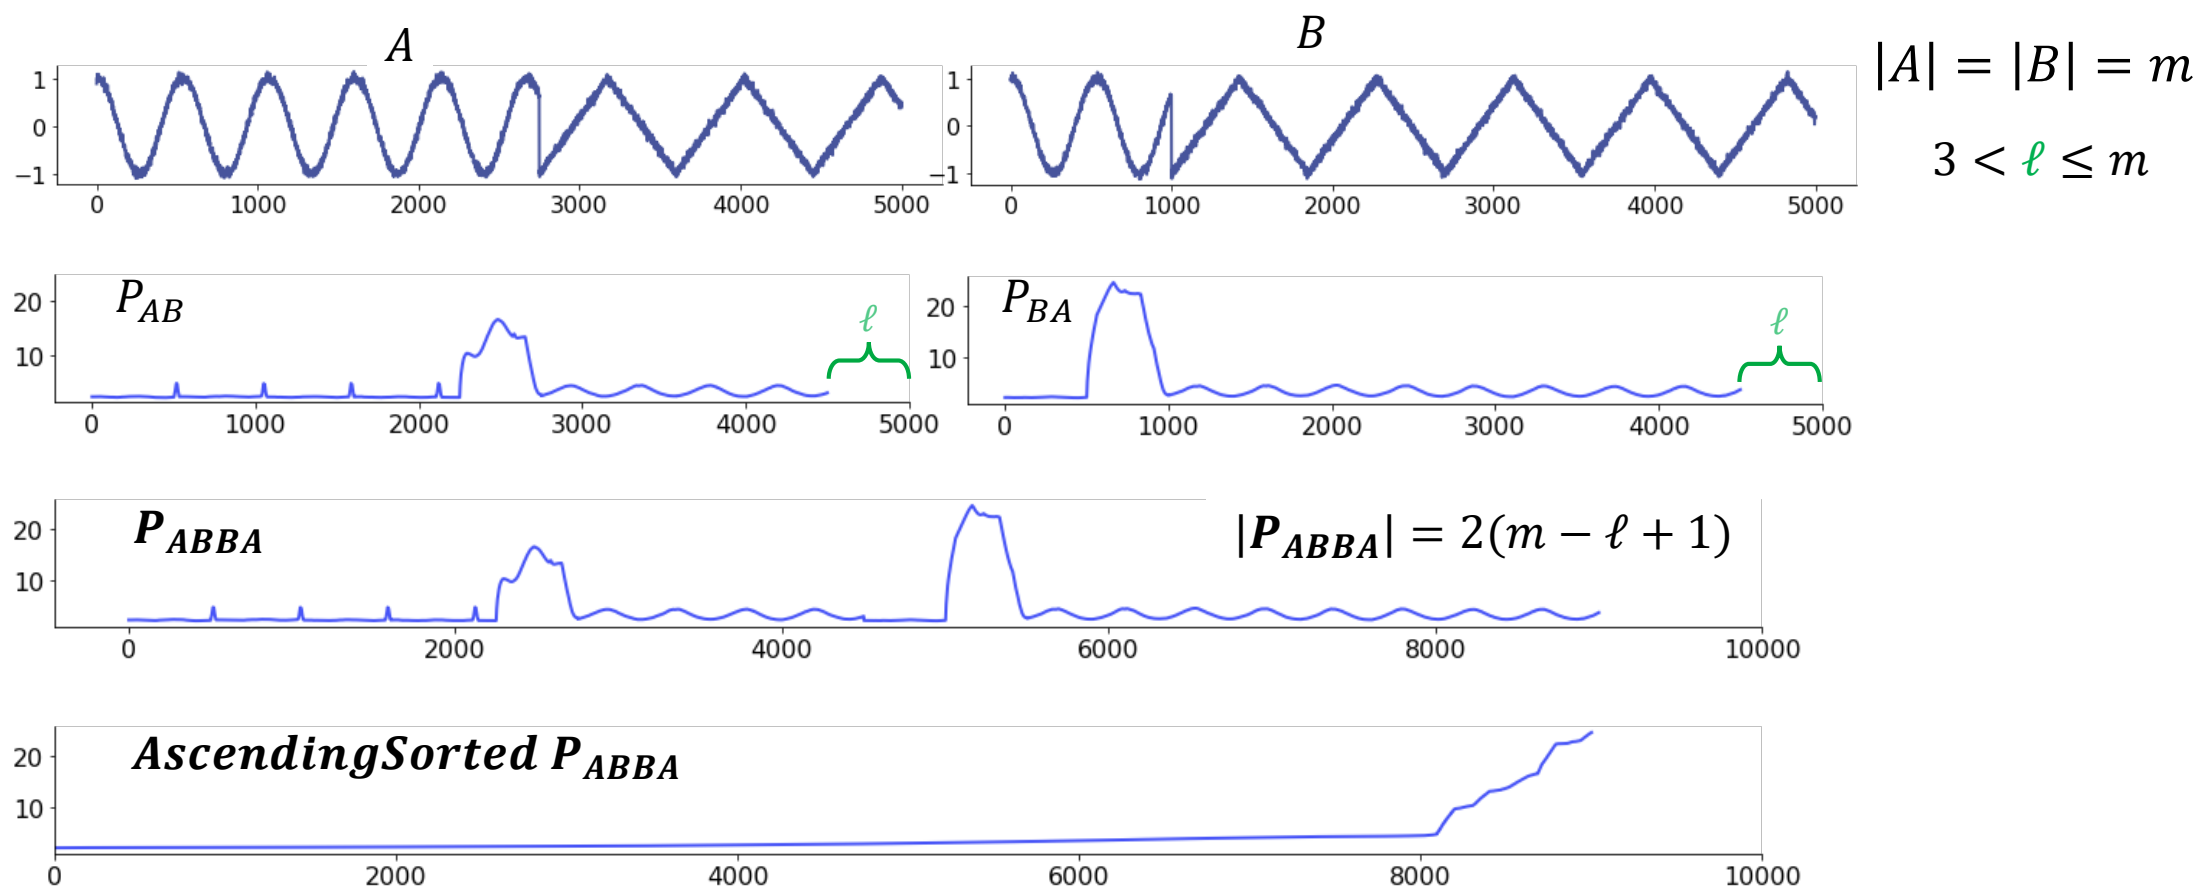 A
B
|A| = |B| = m
3 < ℓ ≤ m
1
0
−1
0 1000 2000 3000 4000 5000
1
0
−1
0 1000 2000 3000 4000 5000
P_AB
ℓ
20
10
0 1000 2000 3000 4000 5000
P_BA
ℓ
20
10
0 1000 2000 3000 4000 5000
P_ABBA
|P_ABBA| = 2(m − ℓ + 1)
20
10
0 2000 4000 6000 8000 10000
AscendingSorted P_ABBA
20
10
0 2000 4000 6000 8000 10000